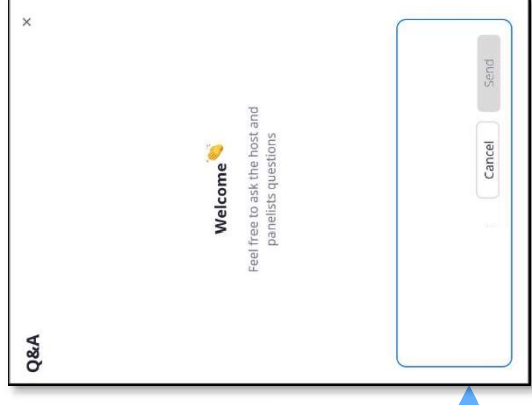 Q&A
Welcome
Feel free to ask the host and
panelists questions
Cancel
Send